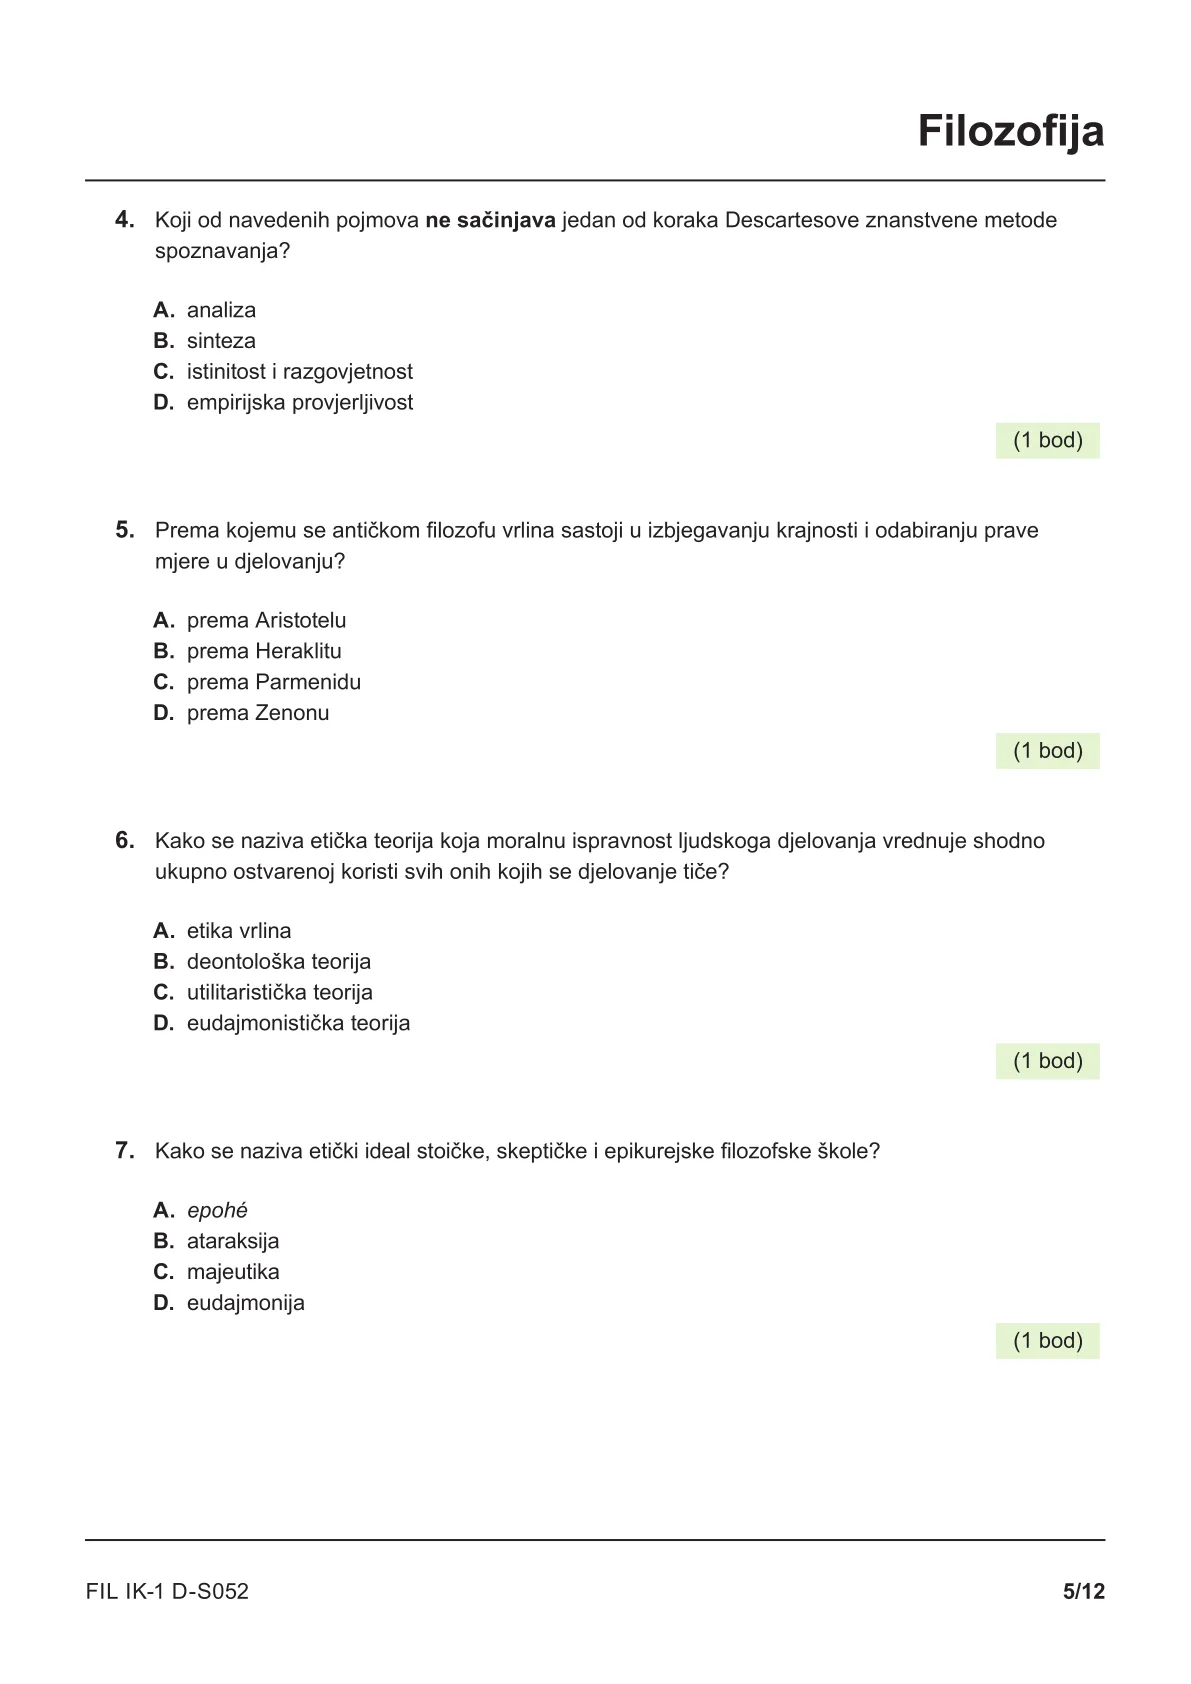 Filozofija
4. Koji od navedenih pojmova ne sačinjava jedan od koraka Descartesove znanstvene metode
spoznavanja?
A. analiza
B. sinteza
C. istinitost i razgovjetnost
D. empirijska provjerljivost
(1 bod)
5. Prema kojemu se antičkom filozofu vrlina sastoji u izbjegavanju krajnosti i odabiranju prave
mjere u djelovanju?
A. prema Aristotelu
B. prema Heraklitu
C. prema Parmenidu
D. prema Zenonu
(1 bod)
6. Kako se naziva etička teorija koja moralnu ispravnost ljudskoga djelovanja vrednuje shodno
ukupno ostvarenoj koristi svih onih kojih se djelovanje tiče?
A. etika vrlina
B. deontološka teorija
C. utilitaristička teorija
D. eudajmonistička teorija
(1 bod)
7. Kako se naziva etički ideal stoičke, skeptičke i epikurejske filozofske škole?
A. epohé
B. ataraksija
C. majeutika
D. eudajmonija
(1 bod)
FIL IK-1 D-S052
5/12